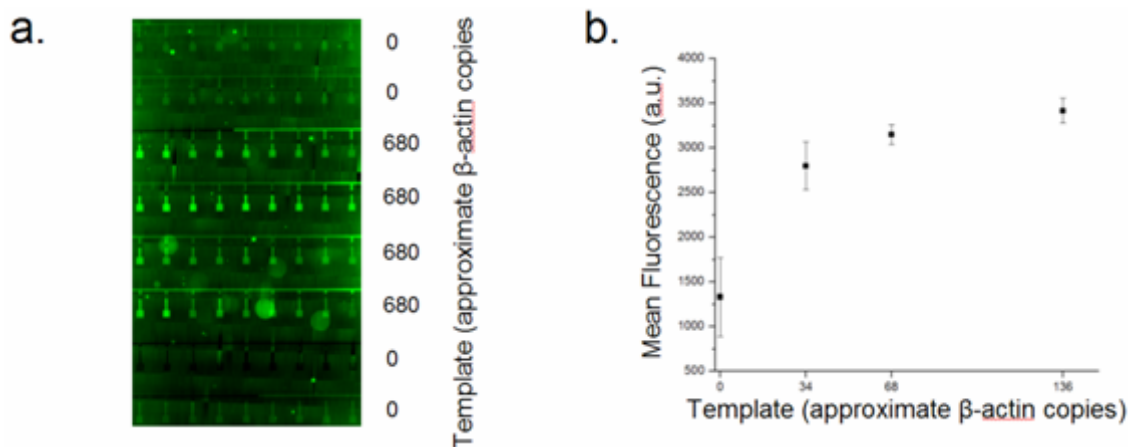 a.
0
0
680
680
680
680
0
0
Template (approximate β-actin copies
b.
Mean Fluorescence (a.u.)
4000
3500
3000
2500
2000
1500
1000
500
0 34 68 136
Template (approximate β-actin copies)